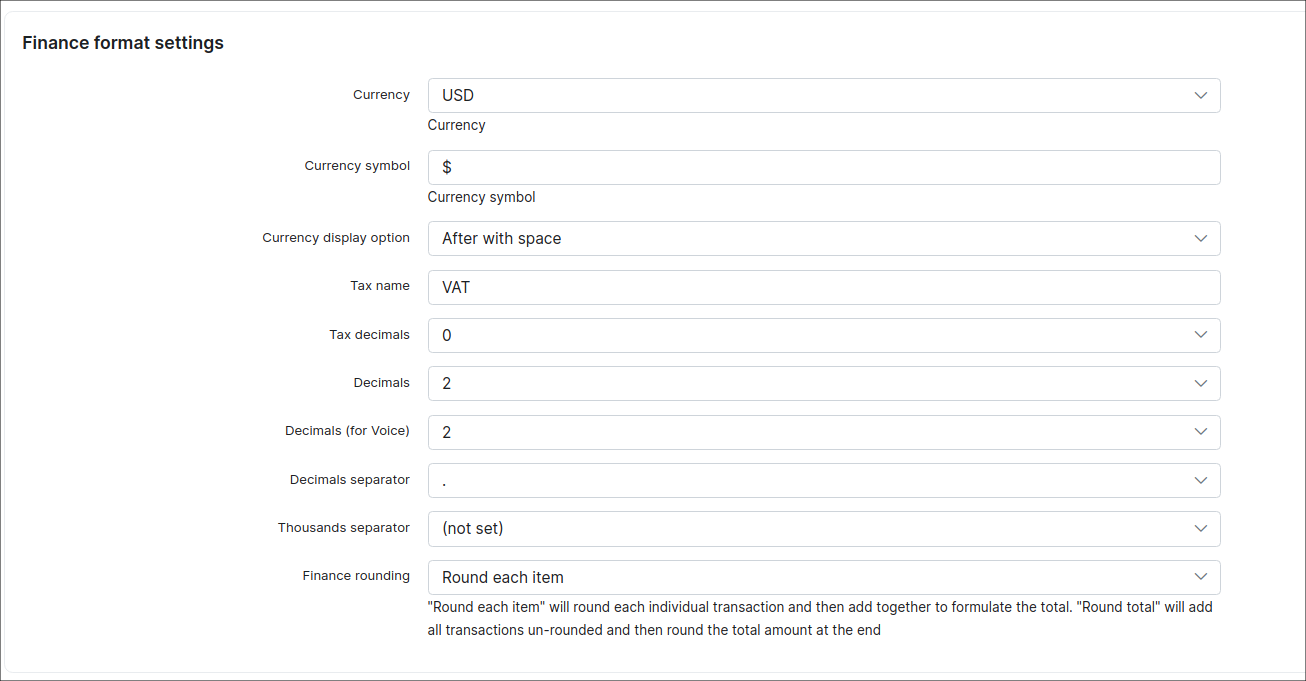 Finance format settings
Currency
USD
Currency
Currency symbol
$
Currency symbol
Currency display option
After with space
Tax name
VAT
Tax decimals
0
Decimals
2
Decimals (for Voice)
2
Decimals separator
.
Thousands separator
(not set)
Finance rounding
Round each item
"Round each item" will round each individual transaction and then add together to formulate the total. "Round total" will add
all transactions un-rounded and then round the total amount at the end